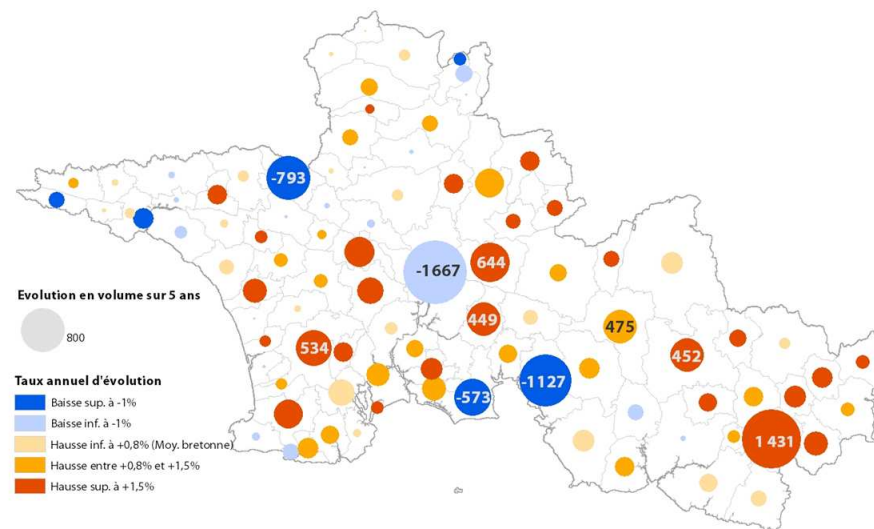 -793
-1667
644
449
475
534
452
-1127
-573
1 431
Evolution en volume sur 5 ans
800
Taux annuel d'évolution
Baisse sup. à -1%
Baisse inf. à -1%
Hausse inf. à +0,8% (Moy. bretonne)
Hausse entre +0,8% et +1,5%
Hausse sup. à +1,5%